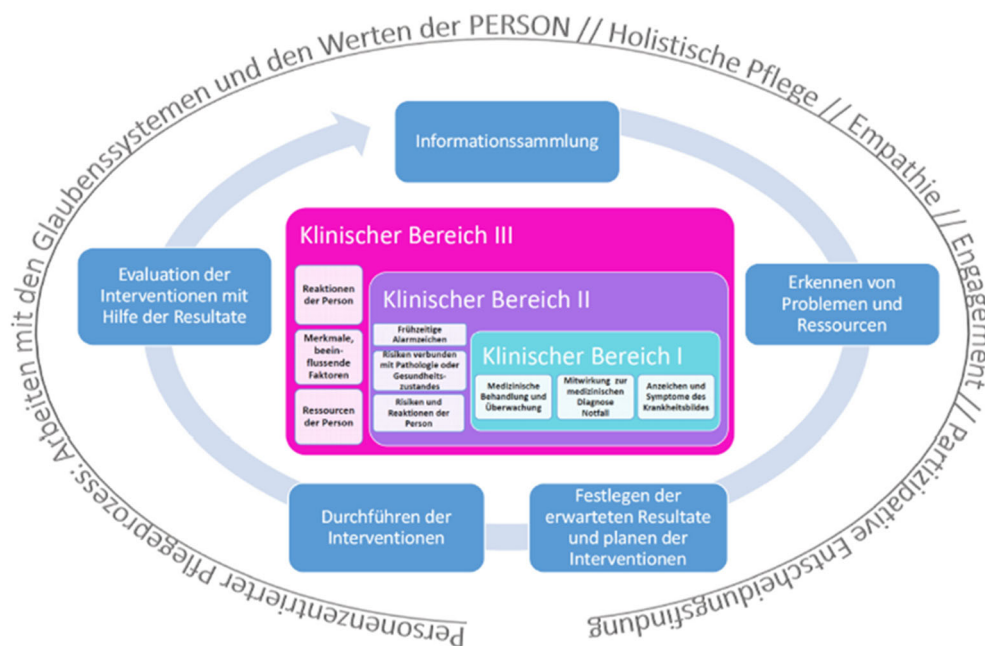 Personenzentrierter Pflegeprozess: Arbeiten mit den Glaubenssystemen und den Werten der PERSON // Holistische Pflege // Empathie // Engagement // Partizipative Entscheidungsfindung
Informationssammlung
Erkennen von
Problemen und
Ressourcen
Festlegen der
erwarteten Resultate
und planen der
Interventionen
Durchführen der
Interventionen
Evaluation der
Interventionen mit
Hilfe der Resultate
Klinischer Bereich III
Reaktionen
der Person
Merkmale,
beein-
flussende
Faktoren
Ressourcen
der Person
Klinischer Bereich II
Frühzeitige
Alarmzeichen
Risiken verbunden
mit Pathologie oder
Gesundheits-
zustandes
Risiken und
Reaktionen der
Person
Klinischer Bereich I
Medizinische
Behandlung und
Überwachung
Mitwirkung zur
medizinischen
Diagnose
Notfall
Anzeichen und
Symptome des
Krankheitsbildes